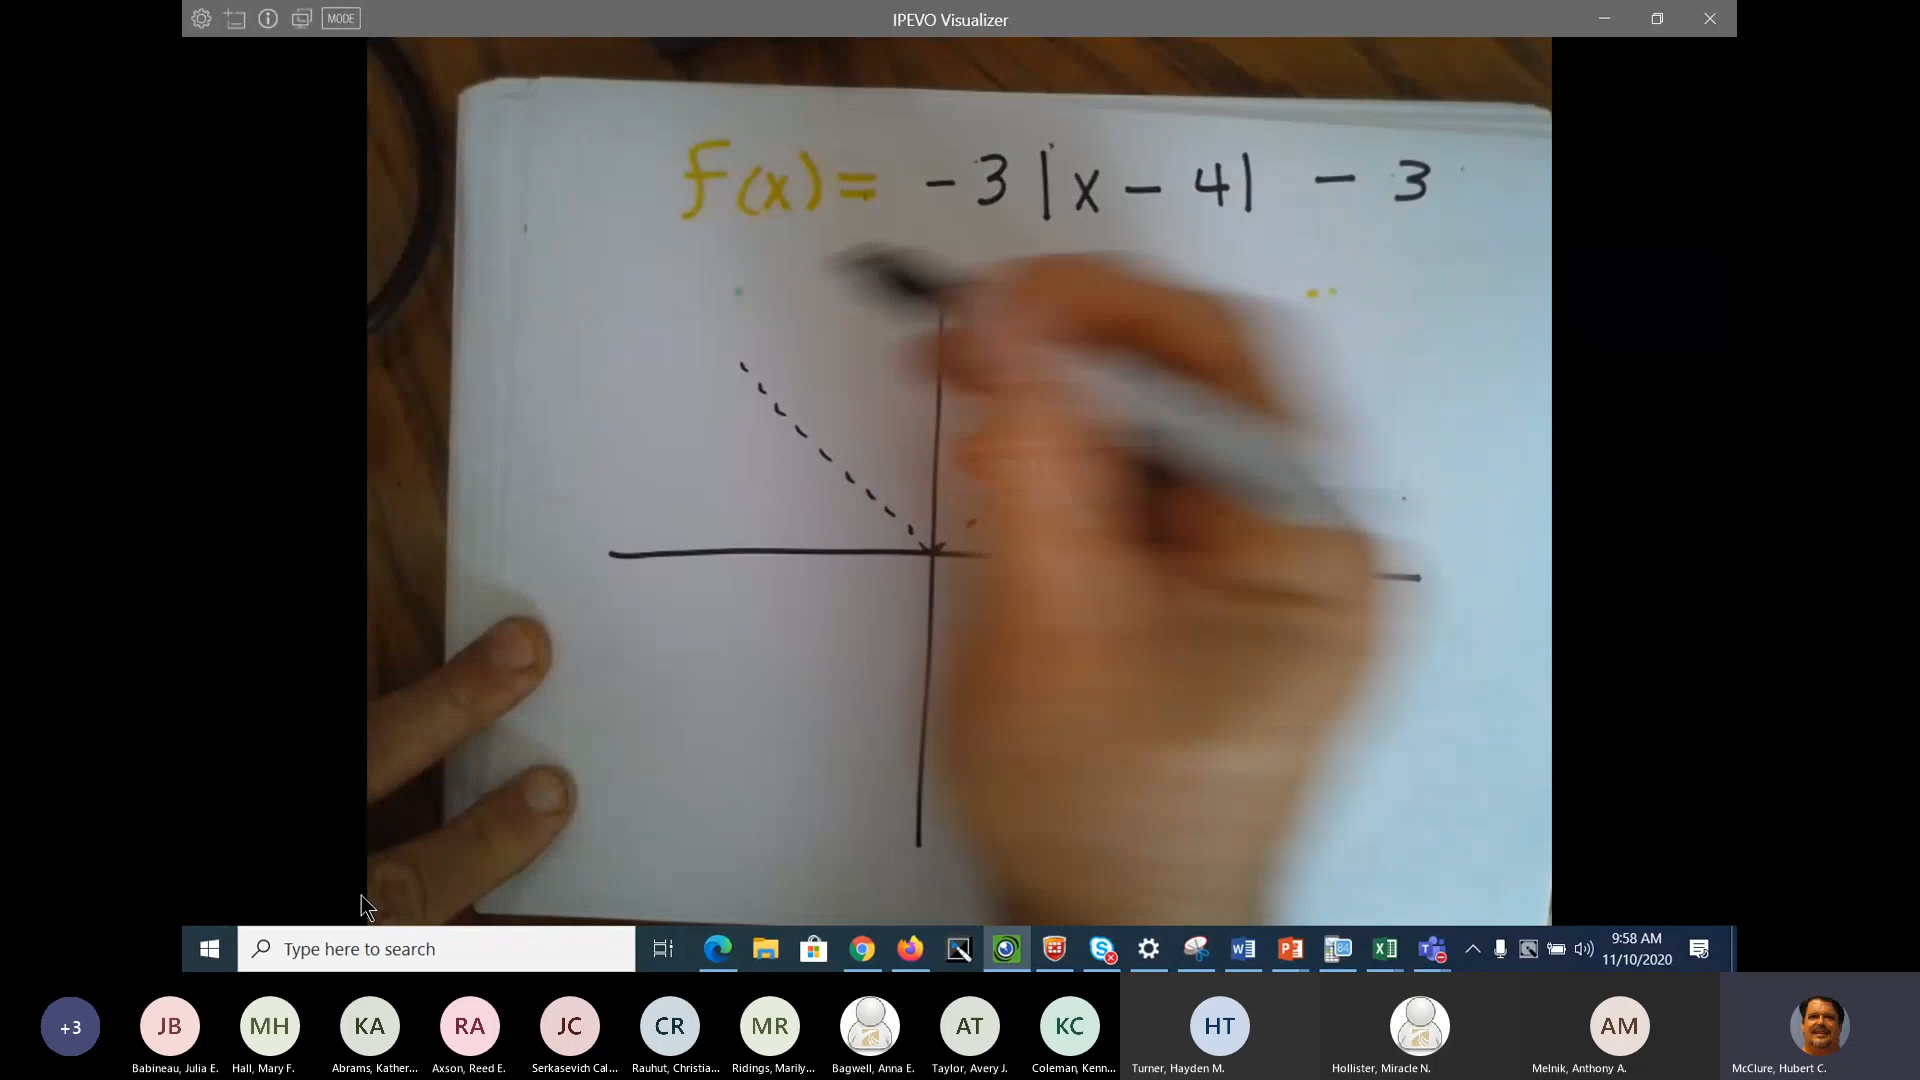 MODE
IPEVO Visualizer
f(x) = -3 |x - 4| - 3
Type here to search
9:58 AM
11/10/2020
+3
JB
MH
KA
RA
JC
CR
MR
AT
KC
HT
AM
Babineau, Julia E.
Hall, Mary F.
Abrams, Kather...
Axson, Reed E.
Serkasevich Cal...
Rauhut, Christia...
Ridings, Marily...
Bagwell, Anna E.
Taylor, Avery J.
Coleman, Kenn...
Turner, Hayden M.
Hollister, Miracle N.
Melnik, Anthony A.
McClure, Hubert C.